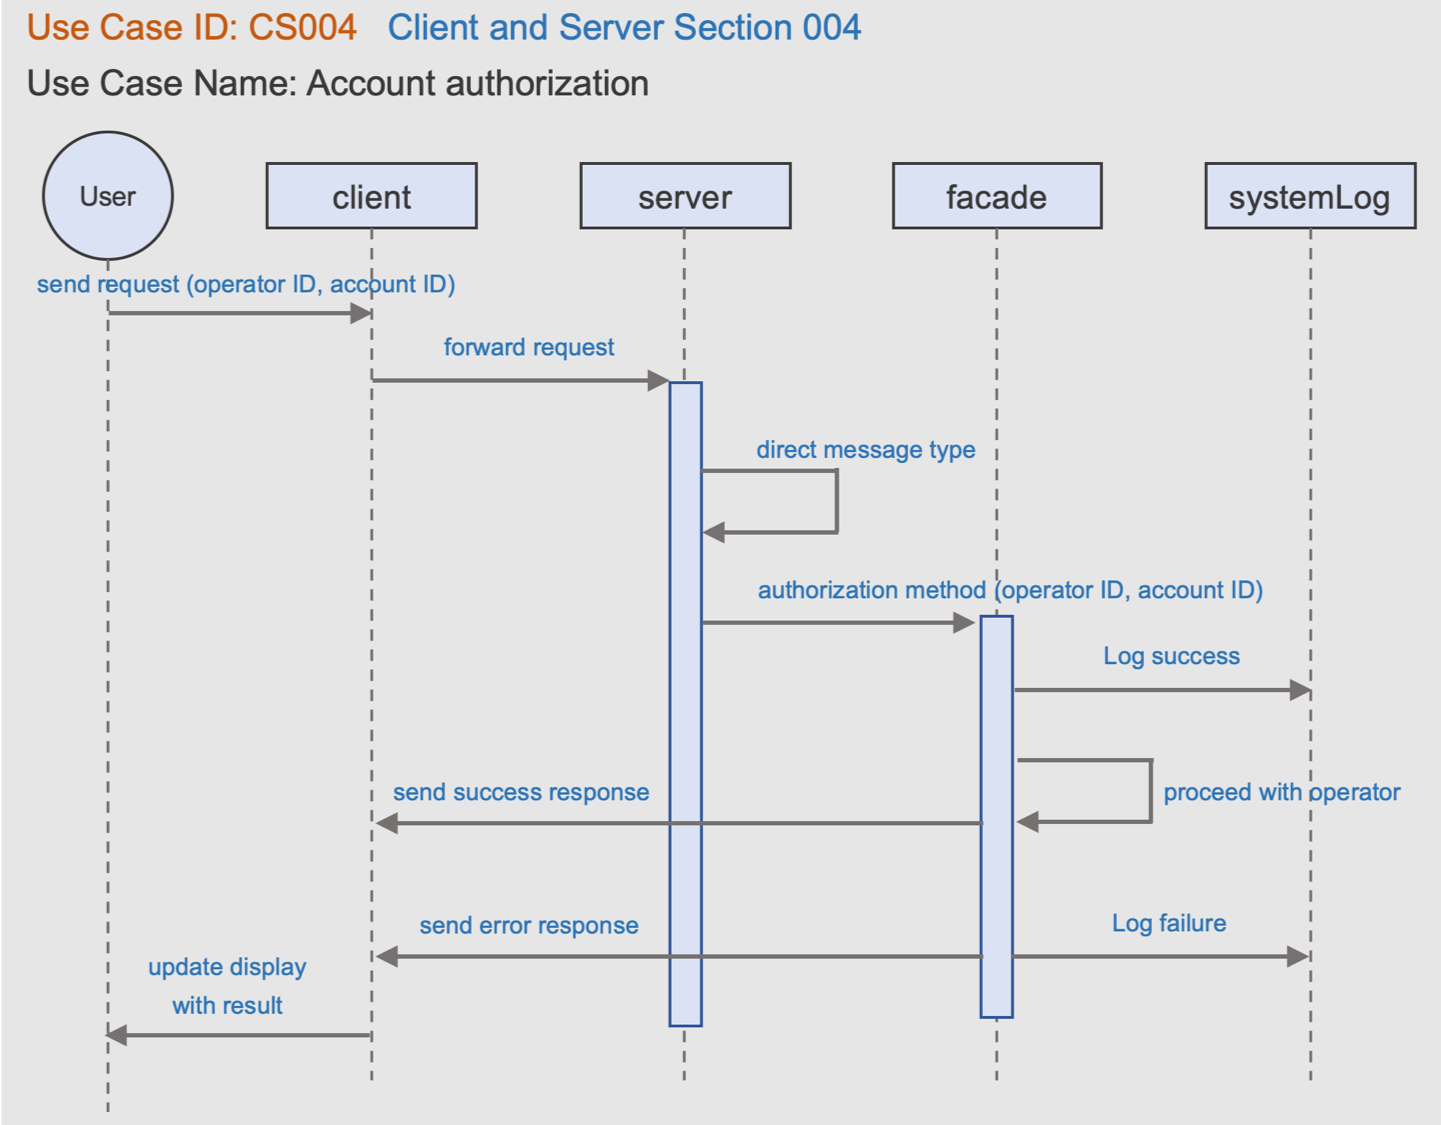 Use Case ID: CS004 Client and Server Section 004
Use Case Name: Account authorization
User client server facade systemLog
send request (operator ID, account ID)
forward request
direct message type
authorization method (operator ID, account ID)
Log success
send success response proceed with operator
send error response Log failure
update display
with result